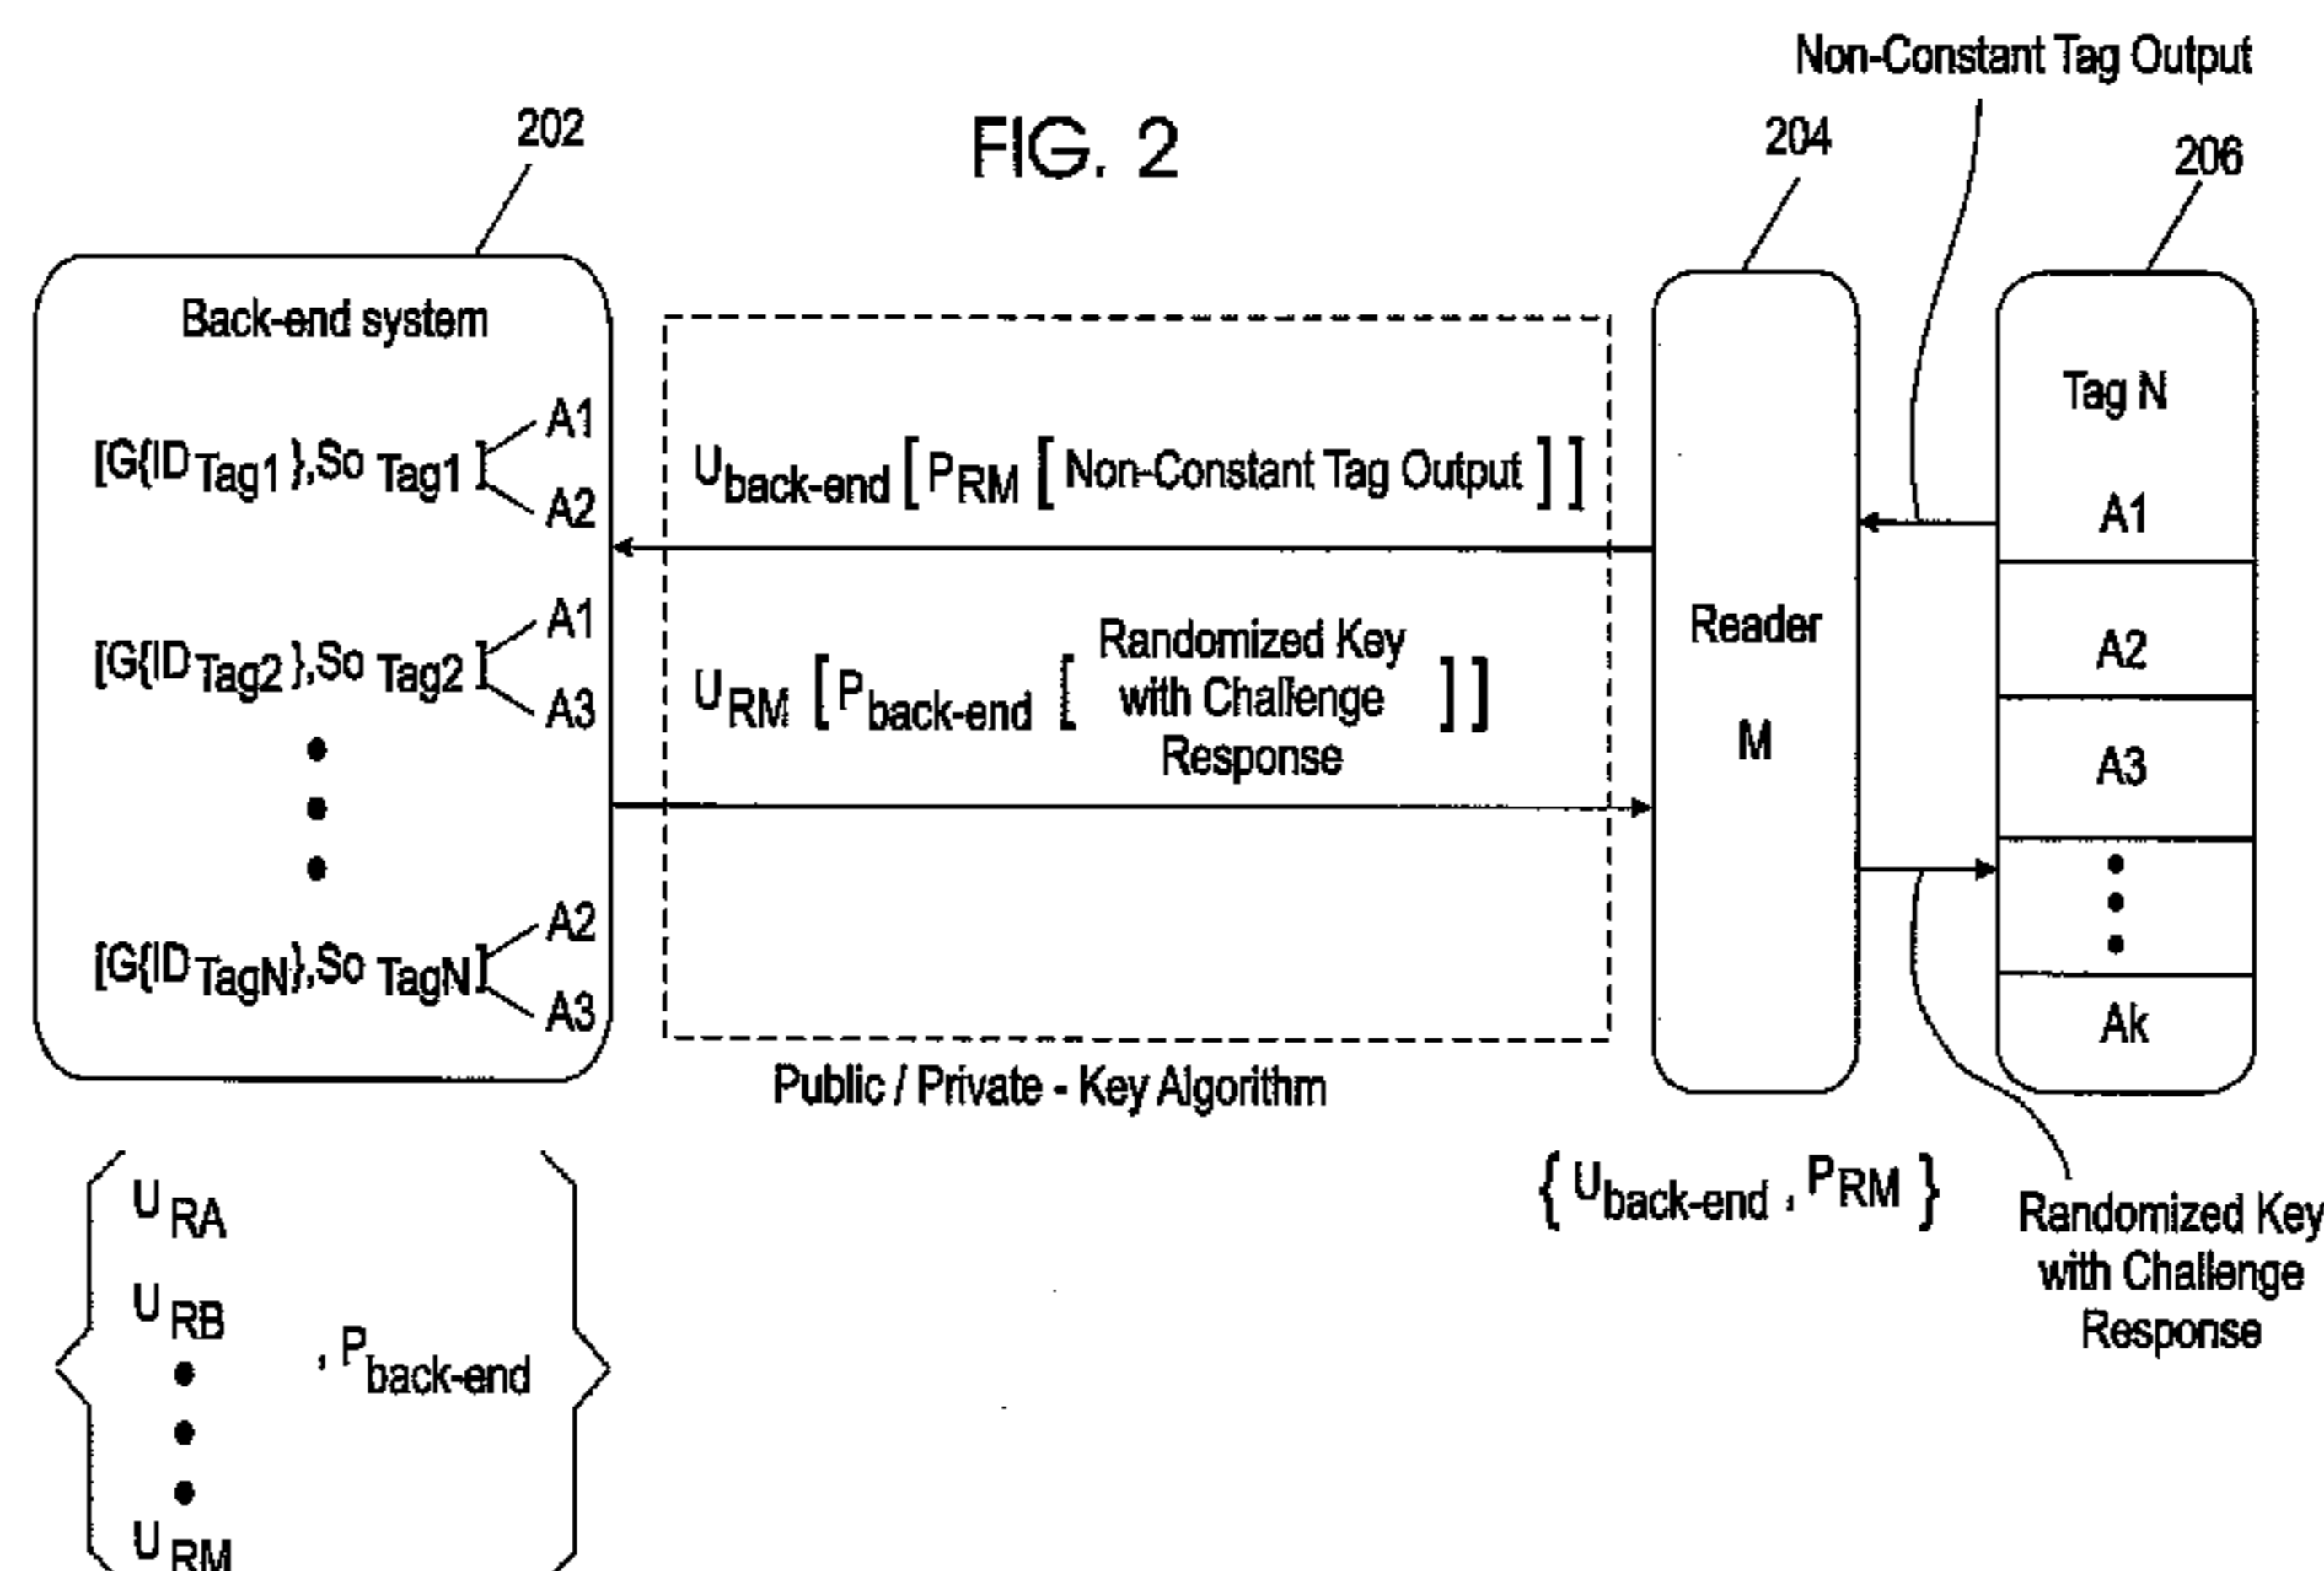 Non-Constant Tag Output
FIG. 2
202
204
206
Back-end system
[G{ID Tag1 },So Tag1 ]
A1
A2
[G{ID Tag2 },So Tag2 ]
A1
A3
[G{ID TagN},So TagN]
A2
A3
U back-end [ P RM [ Non-Constant Tag Output ] ]
U RM [ P back-end [ Randomized Key
with Challenge
Response ] ]
Public / Private - Key Algorithm
Reader
M
Tag N
A1
A2
A3
Ak
{ U back-end , P RM }
Randomized Key
with Challenge
Response
U RA
U RB
, P back-end
U RM